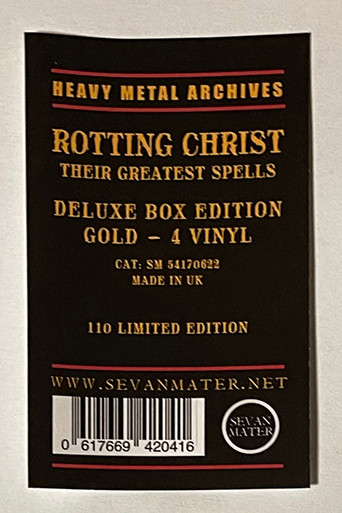 HEAVY METAL ARCHIVES
ROTTING CHRIST
THEIR GREATEST SPELLS
DELUXE BOX EDITION
GOLD – 4 VINYL
CAT: SM 54170622
MADE IN UK
110 LIMITED EDITION
WWW.SEVANMATER.NET
0 617669 420416
SEVAN
MATER